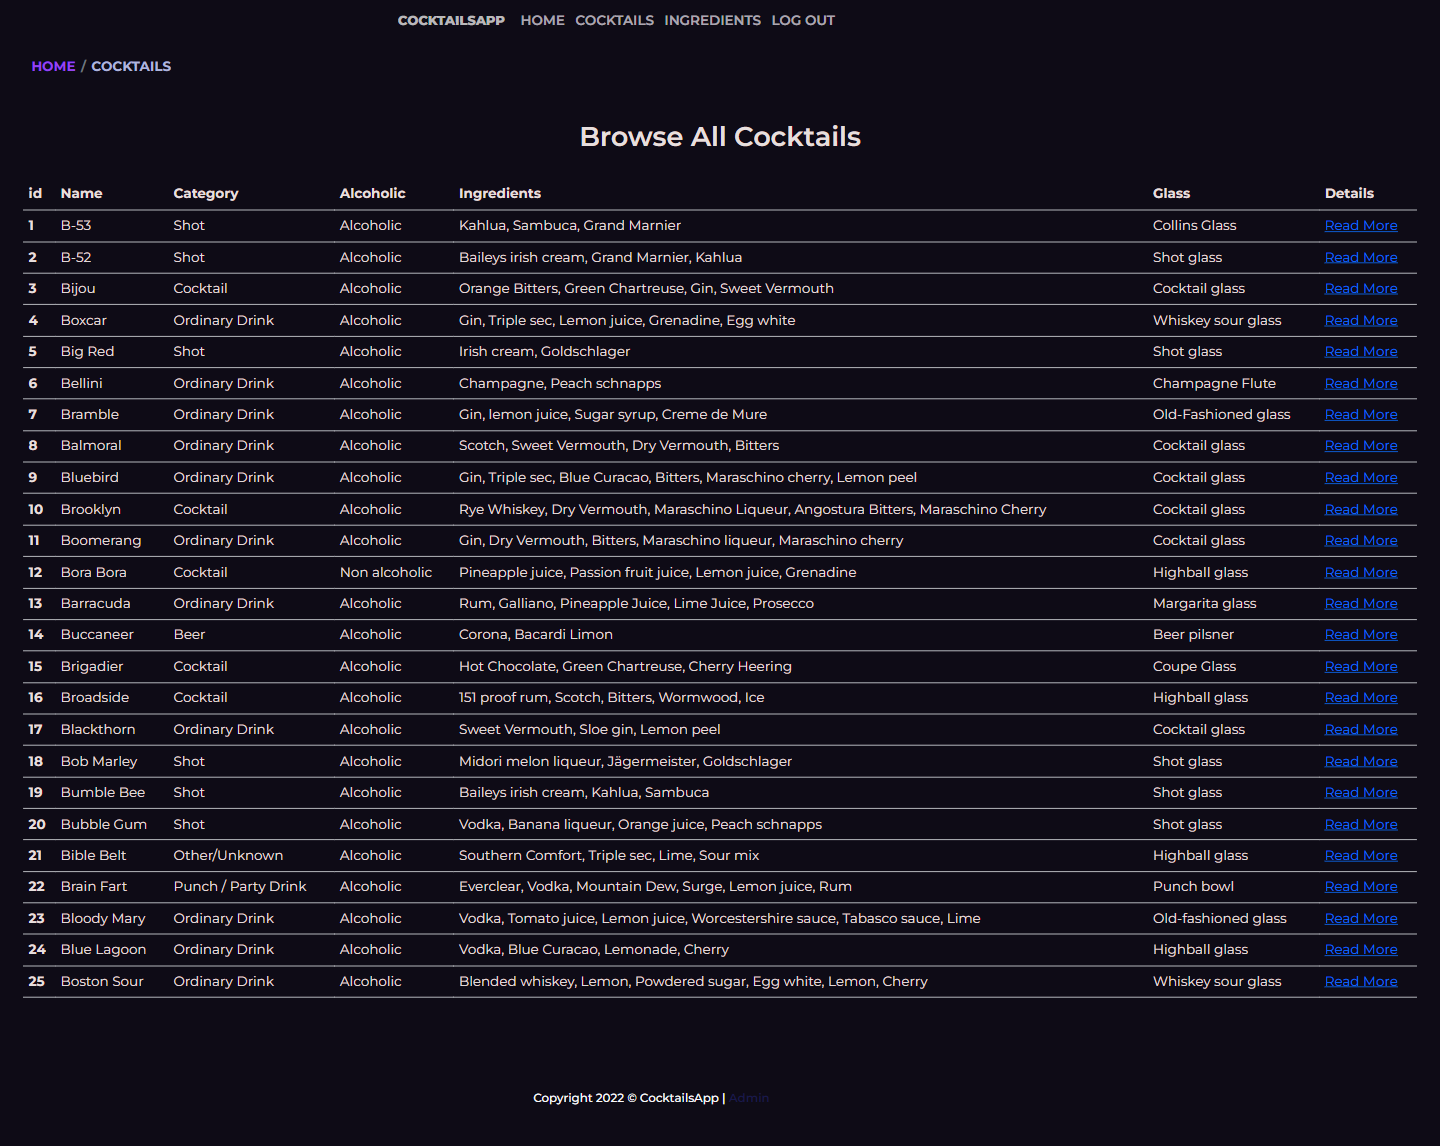 COCKTAILSAPP HOME COCKTAILS INGREDIENTS LOG OUT
HOME / COCKTAILS
Browse All Cocktails
id Name Category Alcoholic Ingredients Glass Details
1 B-53 Shot Alcoholic Kahlua, Sambuca, Grand Marnier Collins Glass Read More
2 B-52 Shot Alcoholic Baileys irish cream, Grand Marnier, Kahlua Shot glass Read More
3 Bijou Cocktail Alcoholic Orange Bitters, Green Chartreuse, Gin, Sweet Vermouth Cocktail glass Read More
4 Boxcar Ordinary Drink Alcoholic Gin, Triple sec, Lemon juice, Grenadine, Egg white Whiskey sour glass Read More
5 Big Red Shot Alcoholic Irish cream, Goldschlager Shot glass Read More
6 Bellini Ordinary Drink Alcoholic Champagne, Peach schnapps Champagne Flute Read More
7 Bramble Ordinary Drink Alcoholic Gin, lemon juice, Sugar syrup, Creme de Mure Old-Fashioned glass Read More
8 Balmoral Ordinary Drink Alcoholic Scotch, Sweet Vermouth, Dry Vermouth, Bitters Cocktail glass Read More
9 Bluebird Ordinary Drink Alcoholic Gin, Triple sec, Blue Curacao, Bitters, Maraschino cherry, Lemon peel Cocktail glass Read More
10 Brooklyn Cocktail Alcoholic Rye Whiskey, Dry Vermouth, Maraschino Liqueur, Angostura Bitters, Maraschino Cherry Cocktail glass Read More
11 Boomerang Ordinary Drink Alcoholic Gin, Dry Vermouth, Bitters, Maraschino liqueur, Maraschino cherry Cocktail glass Read More
12 Bora Bora Cocktail Non alcoholic Pineapple juice, Passion fruit juice, Lemon juice, Grenadine Highball glass Read More
13 Barracuda Ordinary Drink Alcoholic Rum, Galliano, Pineapple Juice, Lime Juice, Prosecco Margarita glass Read More
14 Buccaneer Beer Alcoholic Corona, Bacardi Limon Beer pilsner Read More
15 Brigadier Cocktail Alcoholic Hot Chocolate, Green Chartreuse, Cherry Heering Coupe Glass Read More
16 Broadside Cocktail Alcoholic 151 proof rum, Scotch, Bitters, Wormwood, Ice Highball glass Read More
17 Blackthorn Ordinary Drink Alcoholic Sweet Vermouth, Sloe gin, Lemon peel Cocktail glass Read More
18 Bob Marley Shot Alcoholic Midori melon liqueur, Jägermeister, Goldschlager Shot glass Read More
19 Bumble Bee Shot Alcoholic Baileys irish cream, Kahlua, Sambuca Shot glass Read More
20 Bubble Gum Shot Alcoholic Vodka, Banana liqueur, Orange juice, Peach schnapps Shot glass Read More
21 Bible Belt Other/Unknown Alcoholic Southern Comfort, Triple sec, Lime, Sour mix Highball glass Read More
22 Brain Fart Punch / Party Drink Alcoholic Everclear, Vodka, Mountain Dew, Surge, Lemon juice, Rum Punch bowl Read More
23 Bloody Mary Ordinary Drink Alcoholic Vodka, Tomato juice, Lemon juice, Worcestershire sauce, Tabasco sauce, Lime Old-fashioned glass Read More
24 Blue Lagoon Ordinary Drink Alcoholic Vodka, Blue Curacao, Lemonade, Cherry Highball glass Read More
25 Boston Sour Ordinary Drink Alcoholic Blended whiskey, Lemon, Powdered sugar, Egg white, Lemon, Cherry Whiskey sour glass Read More
Copyright 2022 © CocktailsApp | Admin